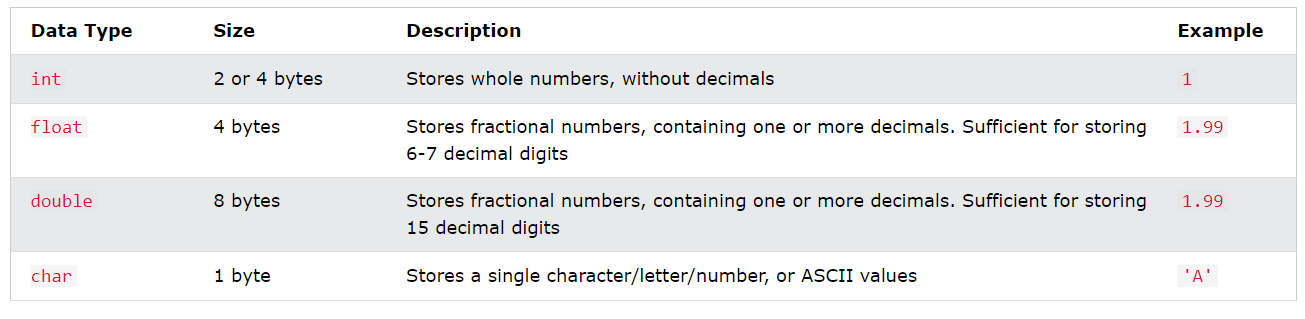 Data Type Size Description Example
int 2 or 4 bytes Stores whole numbers, without decimals 1
float 4 bytes Stores fractional numbers, containing one or more decimals. Sufficient for storing 1.99
6-7 decimal digits
double 8 bytes Stores fractional numbers, containing one or more decimals. Sufficient for storing 1.99
15 decimal digits
char 1 byte Stores a single character/letter/number, or ASCII values 'A'